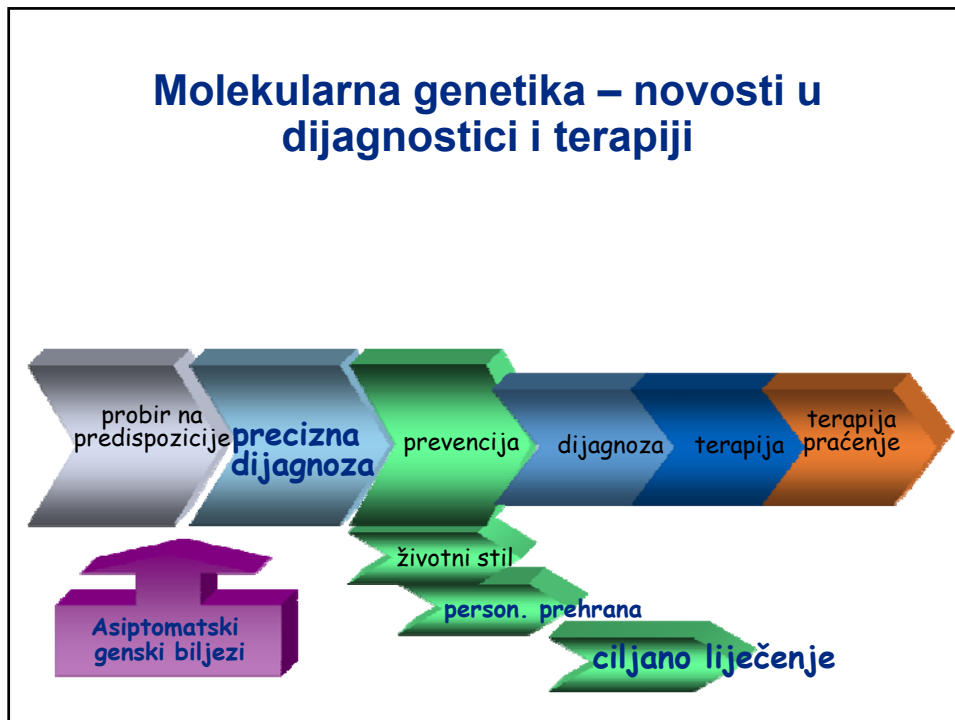 Molekularna genetika – novosti u
dijagnostici i terapiji
probir na
predispozicije
precizna
dijagnoza
prevencija
dijagnoza
terapija
terapija
praćenje
životni stil
person. prehrana
ciljano liječenje
Asiptomatski
genski biljezi